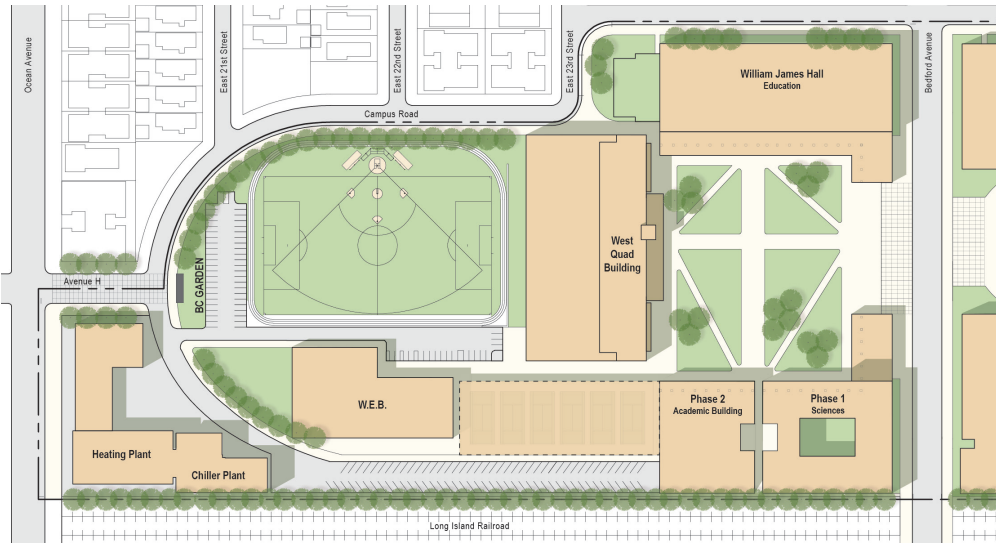 Ocean Avenue
East 21st Street
East 22nd Street
East 23rd Street
Bedford Avenue
William James Hall
Education
Campus Road
West
Quad
Building
Avenue H
BC GARDEN
W.E.B.
Phase 2
Academic Building
Phase 1
Sciences
Heating Plant
Chiller Plant
Long Island Railroad